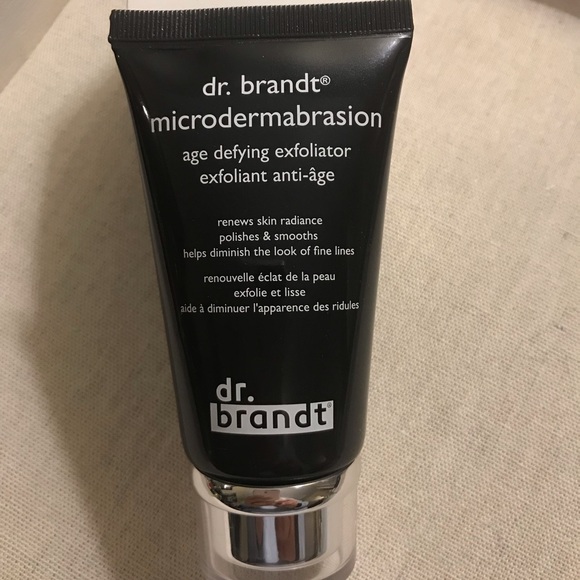 dr. brandt®
microdermabrasion
age defying exfoliator
exfoliant anti-âge
renews skin radiance
polishes & smooths
helps diminish the look of fine lines
renouvelle éclat de la peau
exfolie et lisse
aide à diminuer l'apparence des ridules
dr.
brandt®